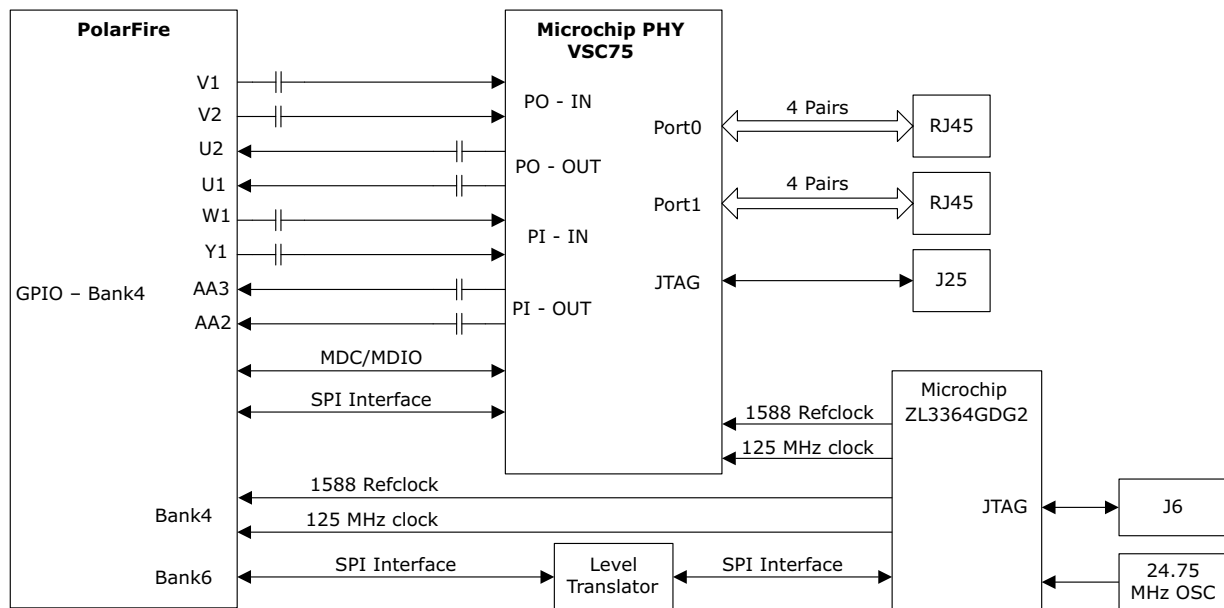 PolarFire
V1
V2
U2
U1
W1
Y1
GPIO – Bank4
AA3
AA2
Bank4
Bank6
MDC/MDIO
SPI Interface
1588 Refclock
125 MHz clock
SPI Interface
Level
Translator
SPI Interface
Microchip PHY
VSC75
PO - IN
PO - OUT
PI - IN
PI - OUT
Port0
Port1
JTAG
4 Pairs
RJ45
4 Pairs
RJ45
J25
1588 Refclock
125 MHz clock
Microchip
ZL3364GDG2
JTAG
J6
24.75
MHz OSC